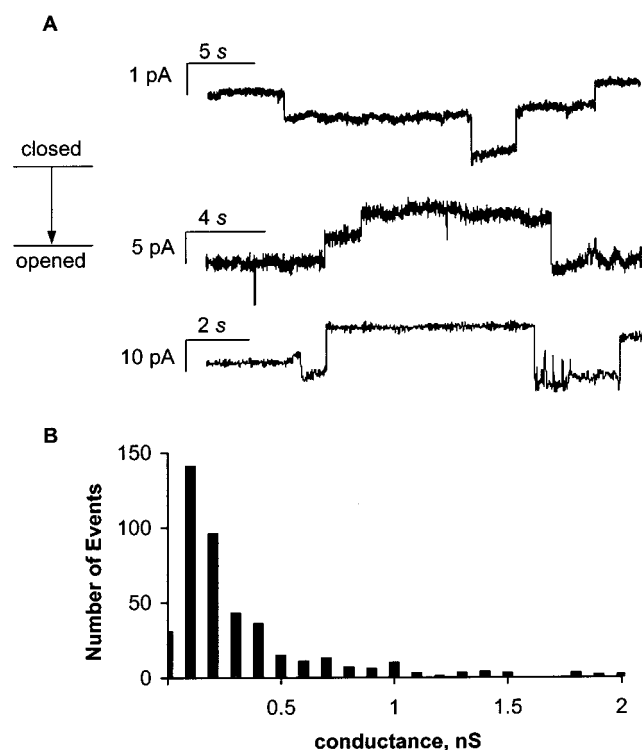 A
5 s
1 pA
closed
opened
4 s
5 pA
2 s
10 pA
B
150
100
50
0
Number of Events
0.5
1
1.5
2
conductance, nS